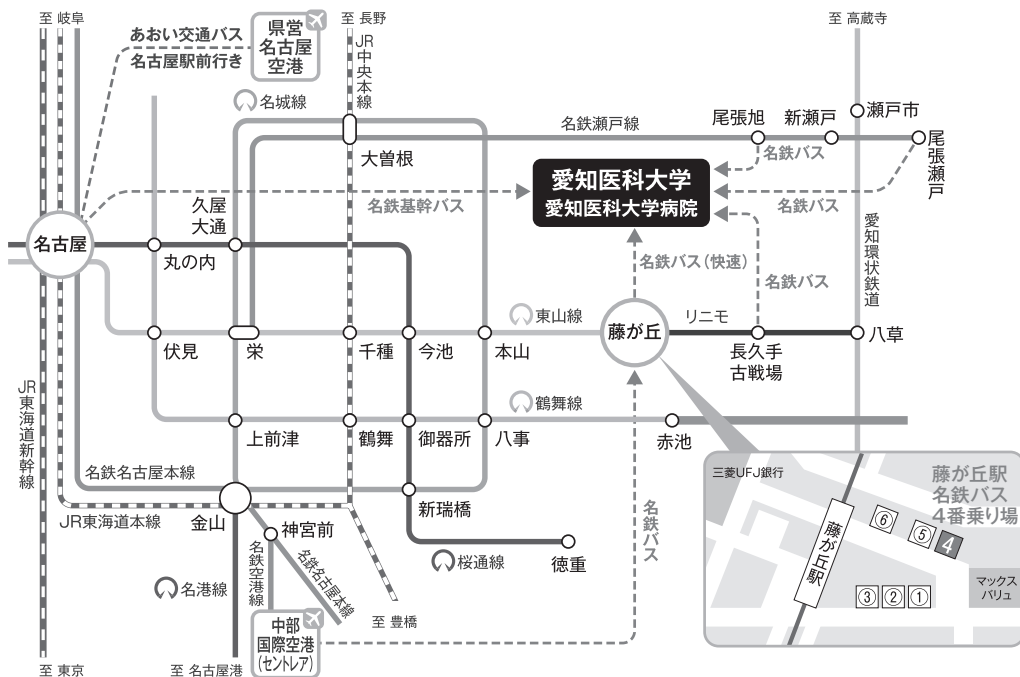 至 岐阜
あおい交通バス
名古屋駅前行き
県営
名古屋
空港
至 長野
JR中央本線
至 高蔵寺
名城線
大曽根
名鉄瀬戸線
尾張旭
新瀬戸
瀬戸市
尾張瀬戸
名鉄バス
愛知医科大学
愛知医科大学病院
名鉄基幹バス
名鉄バス
久屋
大通
名古屋
丸の内
名鉄バス(快速)
名鉄バス
愛知環状鉄道
東山線
藤が丘
リニモ
伏見
栄
千種
今池
本山
長久手
古戦場
八草
JR東海道新幹線
鶴舞線
上前津
鶴舞
御器所
八事
赤池
名鉄名古屋本線
JR東海道本線
金山
新瑞橋
神宮前
名鉄空港線
名鉄名古屋本線
名港線
桜通線
徳重
名鉄バス
至 豊橋
中部
国際空港
(セントレア)
至 東京
至 名古屋港
三菱UFJ銀行
藤が丘駅
名鉄バス
4番乗り場
藤が丘駅
⑥
⑤
4
③
②
①
マックス
バリュ